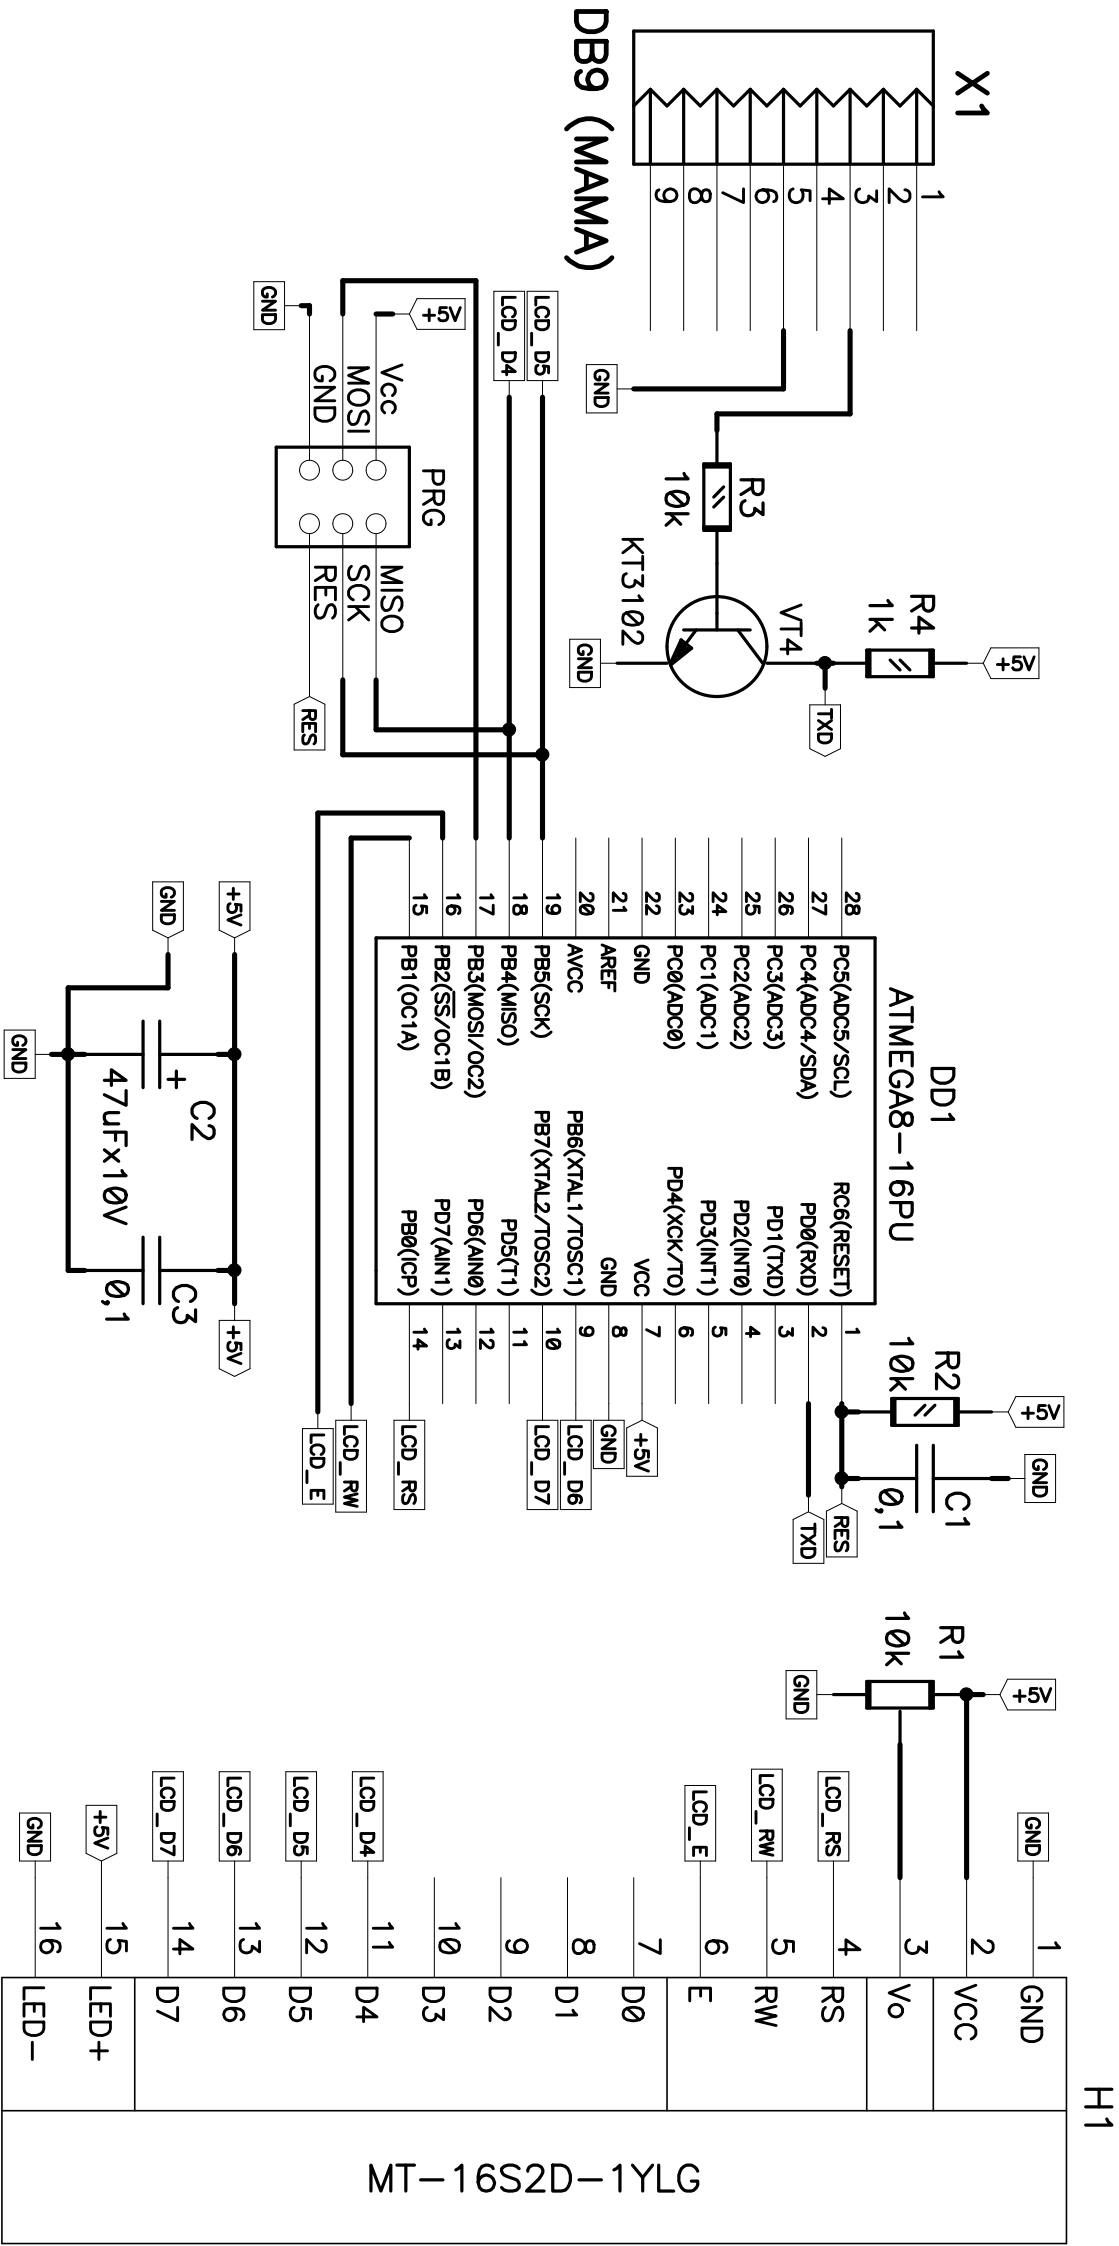 X1
DB9 (MAMA)
1
2
3
4
5
6
7
8
9
GND
R3
10k
KT3102
VT4
GND
R4
1k
+5V
TXD
LCD_D5
LCD_D4
+5V
GND
Vcc
MOSI
GND
PRG
MISO
SCK
RES
RES
DD1
ATMEGA8-16PU
28 PC5(ADC5/SCL)
27 PC4(ADC4/SDA)
26 PC3(ADC3)
25 PC2(ADC2)
24 PC1(ADC1)
23 PC0(ADC0)
22 GND
21 AREF
20 AVCC
19 PB5(SCK)
18 PB4(MISO)
17 PB3(MOSI/OC2)
16 PB2(SS/OC1B)
15 PB1(OC1A)
RC6(RESET) 1
PD0(RXD) 2
PD1(TXD) 3
PD2(INT0) 4
PD3(INT1) 5
PD4(XCK/TO) 6
VCC 7
GND 8
PB6(XTAL1/TOSC1) 9
PB7(XTAL2/TOSC2) 10
PD5(T1) 11
PD6(AIN0) 12
PD7(AIN1) 13
PB0(ICP) 14
+5V
GND
LCD_D6
LCD_D7
LCD_RS
LCD_RW
LCD_E
R2
10k
+5V
C1
0,1
GND
RES
TXD
+5V
GND
GND
+
C2
47uFx10V
C3
0,1
+5V
R1
10k
+5V
GND
H1
MT-16S2D-1YLG
GND 1 GND
2 VCC
3 Vo
LCD_RS 4 RS
LCD_RW 5 RW
LCD_E 6 E
7 D0
8 D1
9 D2
10 D3
LCD_D4 11 D4
LCD_D5 12 D5
LCD_D6 13 D6
LCD_D7 14 D7
+5V 15 LED+
GND 16 LED-